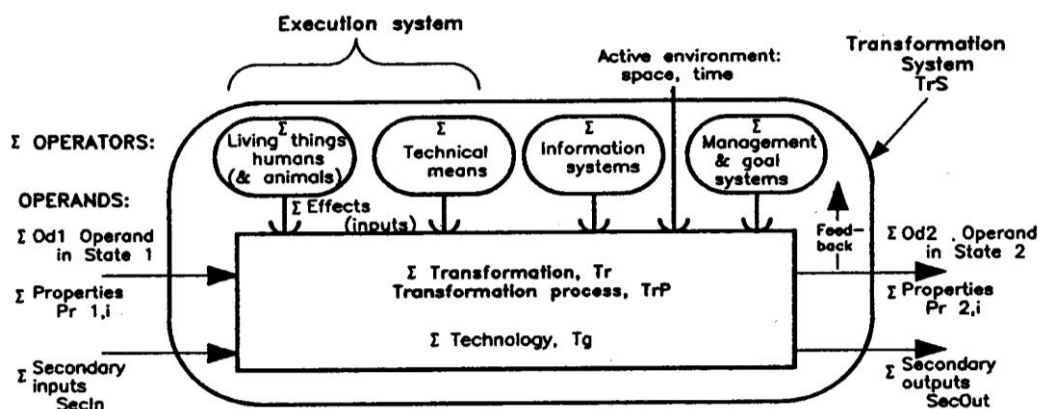 Execution system
Active environment:
space, time
Transformation
System
TrS
Σ OPERATORS:
Σ
Living things
humans
(& animals)
Σ
Technical
means
Σ
Information
systems
Σ
Management
& goal
systems
OPERANDS:
Σ Effects
(inputs)
Feed-
back
Σ Od1 Operand
in State 1
Σ Properties
Pr 1,i
Σ Secondary
inputs
SecIn
Σ Transformation, Tr
Transformation process, TrP
Σ Technology, Tg
Σ Od2 . Operand
in State 2
Σ Properties
Pr 2,i
Σ Secondary
outputs
SecOut